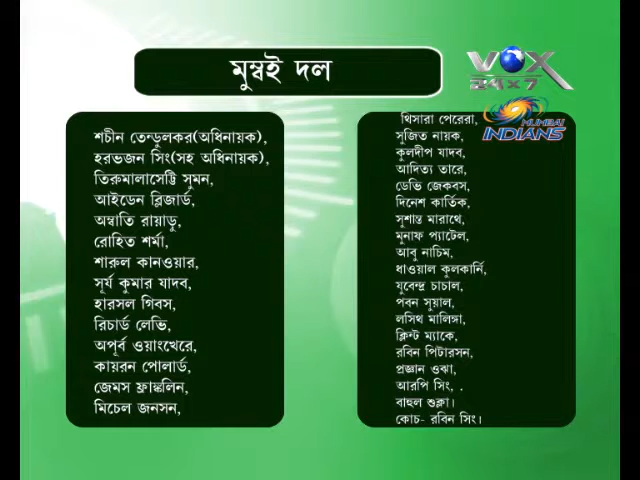 মুম্বই দল
VOX
24x7
MUMBAI
INDIANS
শচীন তেন্ডুলকর(অধিনায়ক),
হরভজন সিং(সহ অধিনায়ক),
তিরুমালাসেট্টি সুমন,
আইডেন ব্লিজার্ড,
অম্বাতি রায়াডু,
রোহিত শর্মা,
শারুল কানওয়ার,
সূর্য কুমার যাদব,
হারসল গিবস,
রিচার্ড লেভি,
অপূর্ব ওয়াংখেরে,
কায়রন পোলার্ড,
জেমস ফ্রাঙ্কলিন,
মিচেল জনসন,
থিসারা পেরেরা,
সুজিত নায়ক,
কুলদীপ যাদব,
আদিত্য তারে,
ডেভি জেকবস,
দিনেশ কার্তিক,
সুশান্ত মারাথে,
মুনাফ প্যাটেল,
আবু নাচিম,
ধাওয়াল কুলকার্নি,
যুবেন্দ্র চাচাল,
পবন সুয়াল,
লসিথ মালিঙ্গা,
ক্লিন্ট ম্যাকে,
রবিন পিটারসন,
প্রজ্ঞান ওঝা,
আরপি সিং, .
বাহুল শুক্লা।
কোচ- রবিন সিং।